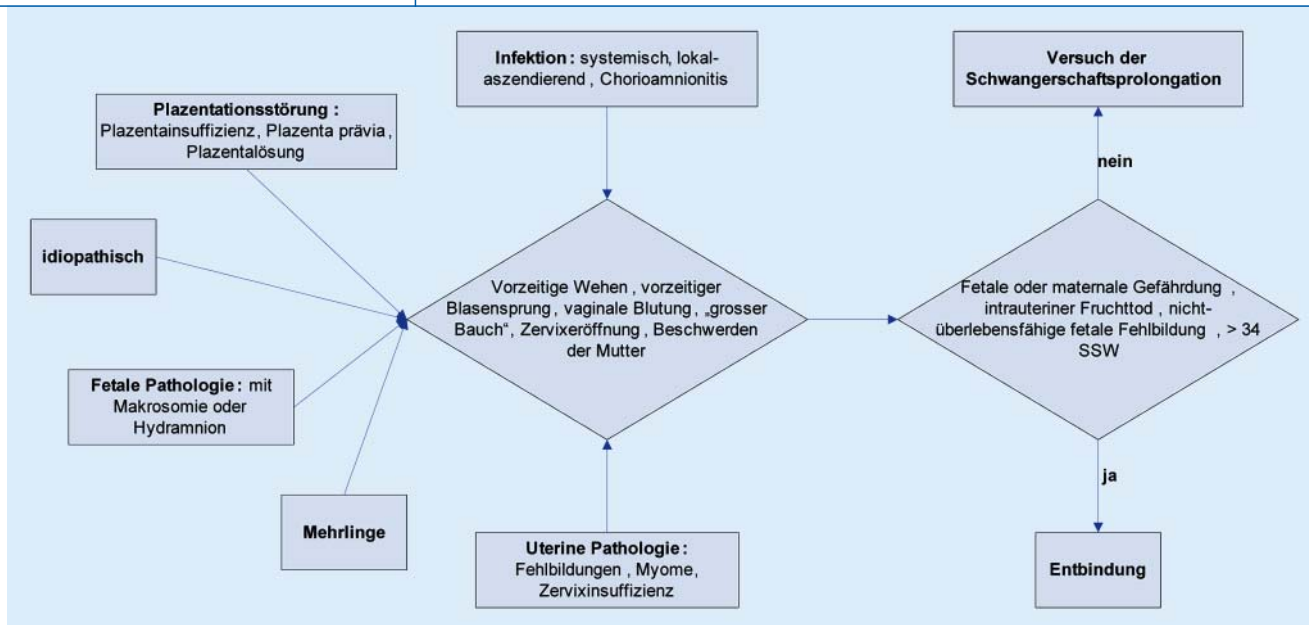 Infektion : systemisch, lokal-
aszendierend , Chorioamnionitis
Versuch der
Schwangerschaftsprolongation
Plazentationsstörung :
Plazentainsuffizienz , Plazenta prävia ,
Plazentalösung
nein
idiopathisch
Vorzeitige Wehen , vorzeitiger
Blasensprung , vaginale Blutung , „grosser
Bauch“, Zervixeröffnung , Beschwerden
der Mutter
Fetale oder maternale Gefährdung ,
intrauteriner Fruchttod , nicht-
überlebensfähige fetale Fehlbildung , > 34
SSW
Fetale Pathologie : mit
Makrosomie oder
Hydramnion
ja
Mehrlinge
Uterine Pathologie :
Fehlbildungen , Myome,
Zervixinsuffizienz
Entbindung